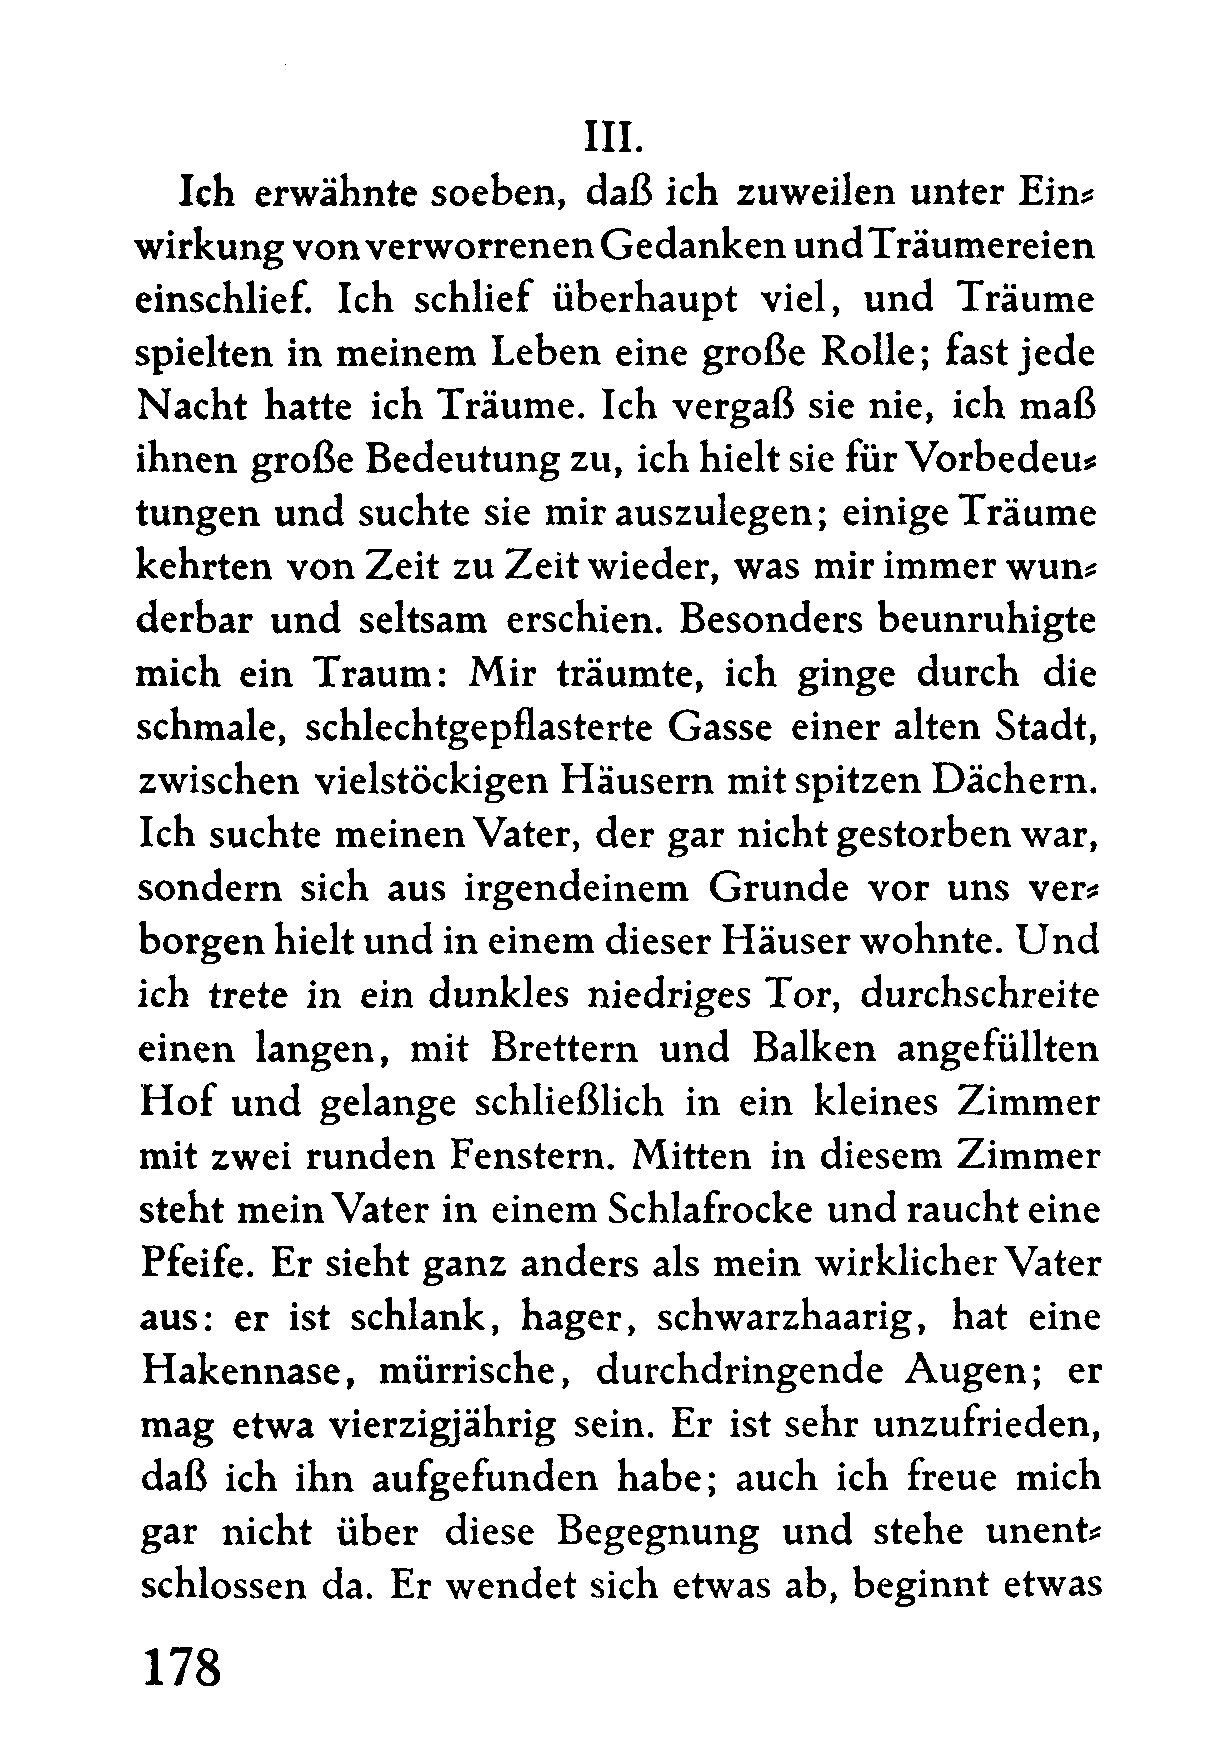 III.
Ich erwähnte soeben, daß ich zuweilen unter Ein⸗
wirkung von verworrenen Gedanken und Träumereien
einschlief. Ich schlief überhaupt viel, und Träume
spielten in meinem Leben eine große Rolle; fast jede
Nacht hatte ich Träume. Ich vergaß sie nie, ich maß
ihnen große Bedeutung zu, ich hielt sie für Vorbedeu⸗
tungen und suchte sie mir auszulegen; einige Träume
kehrten von Zeit zu Zeit wieder, was mir immer wun⸗
derbar und seltsam erschien. Besonders beunruhigte
mich ein Traum: Mir träumte, ich ginge durch die
schmale, schlechtgepflasterte Gasse einer alten Stadt,
zwischen vielstöckigen Häusern mit spitzen Dächern.
Ich suchte meinen Vater, der gar nicht gestorben war,
sondern sich aus irgendeinem Grunde vor uns ver⸗
borgen hielt und in einem dieser Häuser wohnte. Und
ich trete in ein dunkles niedriges Tor, durchschreite
einen langen, mit Brettern und Balken angefüllten
Hof und gelange schließlich in ein kleines Zimmer
mit zwei runden Fenstern. Mitten in diesem Zimmer
steht mein Vater in einem Schlafrocke und raucht eine
Pfeife. Er sieht ganz anders als mein wirklicher Vater
aus: er ist schlank, hager, schwarzhaarig, hat eine
Hakennase, mürrische, durchdringende Augen; er
mag etwa vierzigjährig sein. Er ist sehr unzufrieden,
daß ich ihn aufgefunden habe; auch ich freue mich
gar nicht über diese Begegnung und stehe unent⸗
schlossen da. Er wendet sich etwas ab, beginnt etwas
178